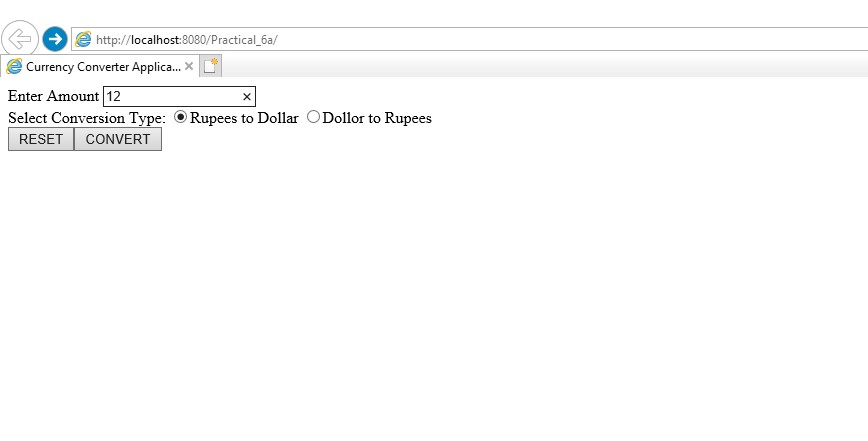 http://localhost:8080/Practical_6a/
Currency Converter Applica...
Enter Amount 12
Select Conversion Type: Rupees to Dollar Dollor to Rupees
RESET CONVERT